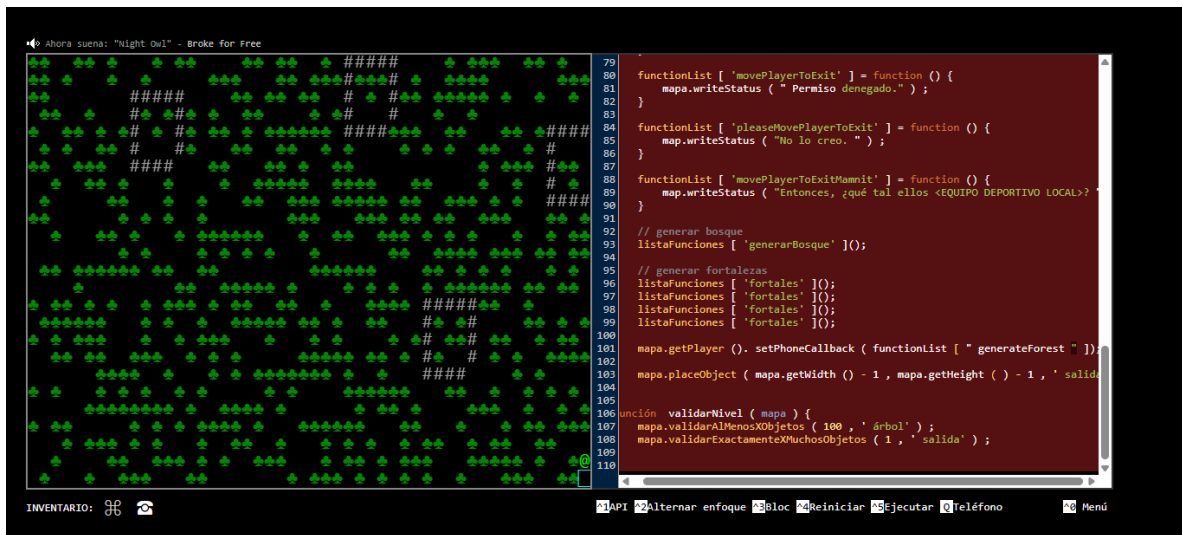 Ahora suena: "Night Owl" - Broke for Free
79
80 functionList [ 'movePlayerToExit' ] = function () {
81 mapa.writeStatus ( " Permiso denegado." ) ;
82 }
83
84 functionList [ 'pleaseMovePlayerToExit' ] = function () {
85 map.writeStatus ( "No lo creo. " ) ;
86 }
87
88 functionList [ 'movePlayerToExitMamnit' ] = function () {
89 map.writeStatus ( "Entonces, ¿qué tal ellos <EQUIPO DEPORTIVO LOCAL>? "
90 }
91
92 // generar bosque
93 listaFunciones [ 'generarBosque' ]();
94
95 // generar fortalezas
96 listaFunciones [ 'fortales' ]();
97 listaFunciones [ 'fortales' ]();
98 listaFunciones [ 'fortales' ]();
99 listaFunciones [ 'fortales' ]();
100
101 mapa.getPlayer (). setPhoneCallback ( functionList [ " generateForest " ]);
102
103 mapa.placeObject ( mapa.getWidth () - 1 , mapa.getHeight ( ) - 1 , ' salida
104
105
106 unción validarNivel ( mapa ) {
107 mapa.validarAlMenosXObjetos ( 100 , ' árbol' ) ;
108 mapa.validarExactamenteXMuchosObjetos ( 1 , ' salida' ) ;
109
110
INVENTARIO: ⌘ ☎
^1API ^2Alternar enfoque ^3Bloc ^4Reiniciar ^5Ejecutar QTeléfono ^0 Menú